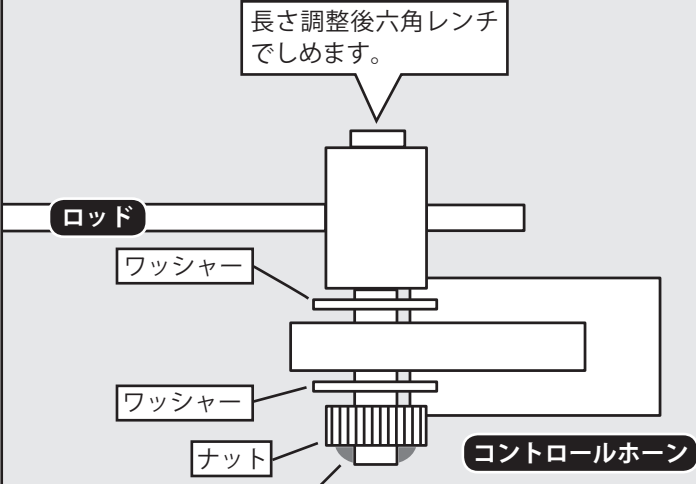 長さ調整後六角レンチ
でしめます。
ロッド
ワッシャー
ワッシャー
ナット
コントロールホーン